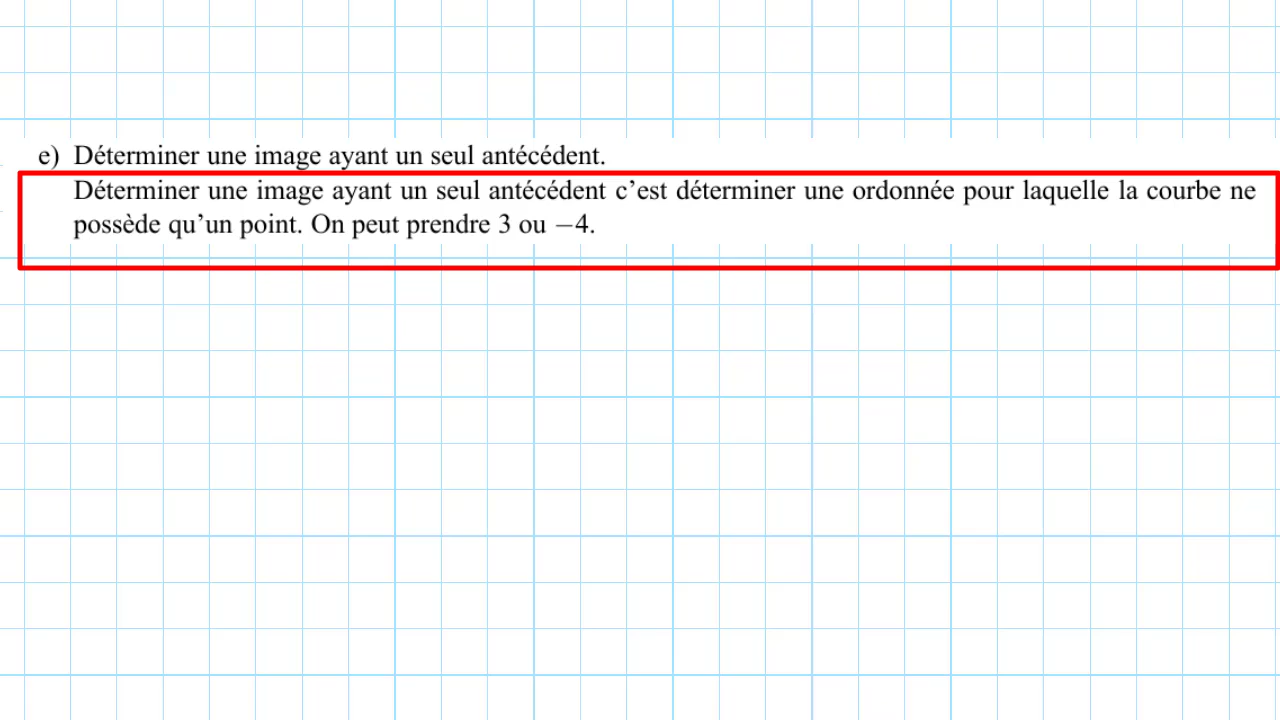 e) Déterminer une image ayant un seul antécédent.
Déterminer une image ayant un seul antécédent c’est déterminer une ordonnée pour laquelle la courbe ne
possède qu’un point. On peut prendre 3 ou −4.